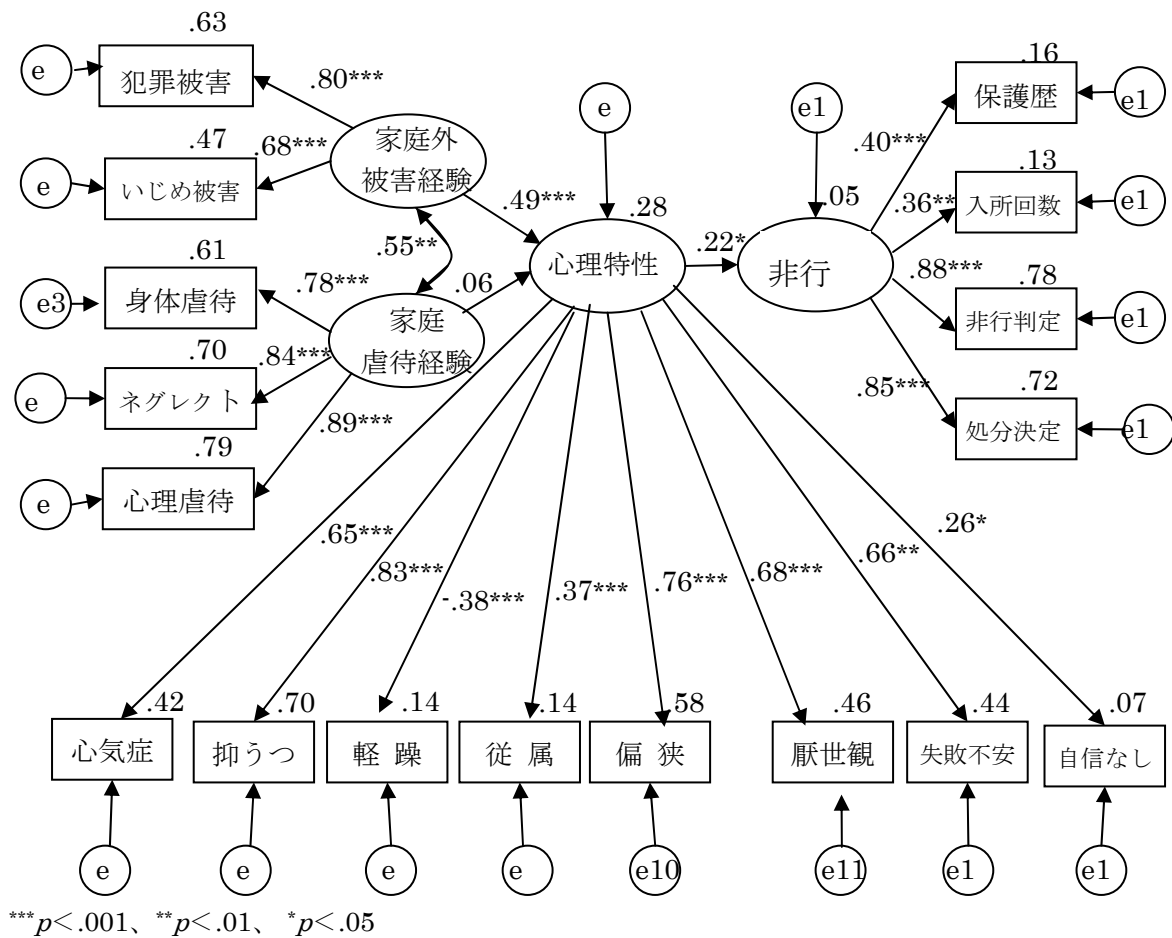 .63
e
犯罪被害
.80***
.47
e
いじめ被害
.68***
家庭外
被害経験
.61
e3
身体虐待
.78***
.55**
.70
e
ネグレクト
.84***
家庭
虐待経験
.79
e
心理虐待
.89***
.49***
.06
e
.28
心理特性
.22*
e1
.05
非行
.16
保護歴
e1
.40***
.13
入所回数
e1
.36**
.78
非行判定
e1
.88***
.72
処分決定
e1
.85***
.65***
.83***
-.38***
.37***
.76***
.68***
.66**
.26*
.42
.70
.14
.14
.58
.46
.44
.07
心気症
抑うつ
軽 躁
従 属
偏 狭
厭世観
失敗不安
自信なし
e
e
e
e
e10
e11
e1
e1
***p<.001、**p<.01、 *p<.05